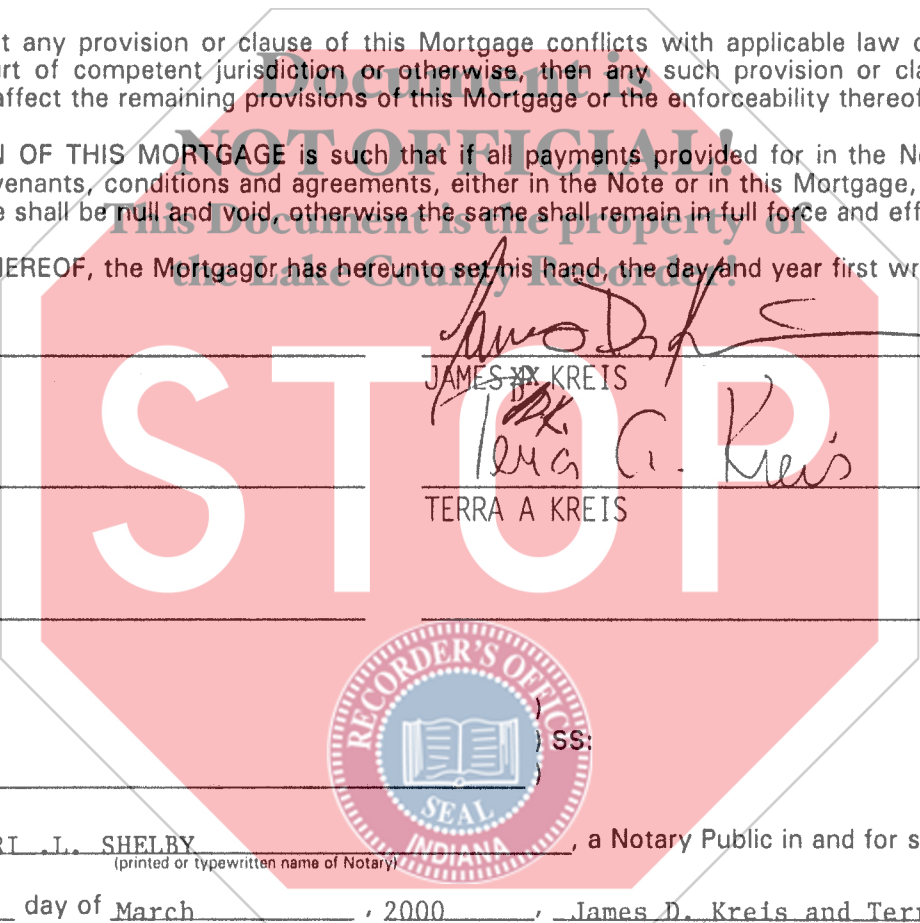 t any provision or clause of this Mortgage conflicts
urt of competent jurisdiction or otherwise, then any such provision or cla
affect the remaining provisions of this Mortgage or the enforceability thereof
Document is
NOT OFFICIAL!
This Document is the property of
the Lake County Recorder!
N OF THIS MORTGAGE is such that if all payments provided for in the No
venants, conditions and agreements, either in the Note or in this Mortgage,
e shall be null and void, otherwise the same shall remain in full force and eff
HEREOF, the Mortgagor has hereunto set his hand, the day and year first wr
James D. K
JAMES KREIS
D
Terra A. Kreis
TERRA A KREIS
STOP
RECORDER'S OFFICE
SEAL
INDIANA
)
) SS:
)
RI .L. SHELBY, a Notary Public in and for s
(printed or typewritten name of Notary)
day of March, 2000, James D. Kreis and Terr